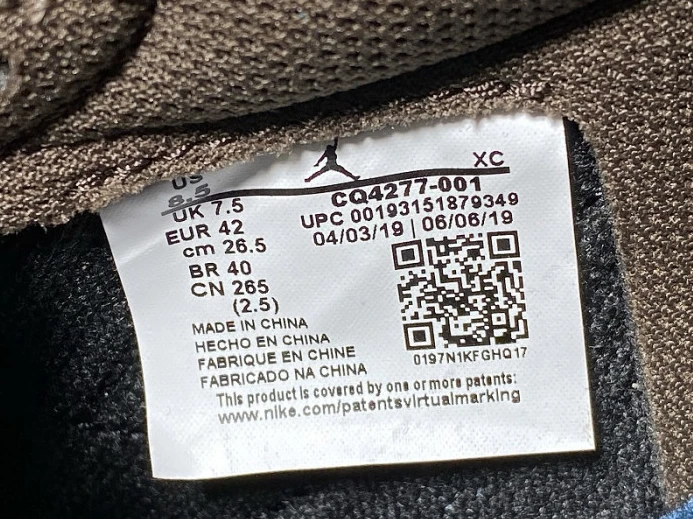 XC
US
8.5
UK 7.5
EUR 42
cm 26.5
BR 40
CN 265
(2.5)
CQ4277-001
UPC 00193151879349
04/03/19 | 06/06/19
0197N1KFGHQ17
MADE IN CHINA
HECHO EN CHINA
FABRIQUE EN CHINE
FABRICADO NA CHINA
This product is covered by one or more patents:
www.nike.com/patentsvirtualmarking